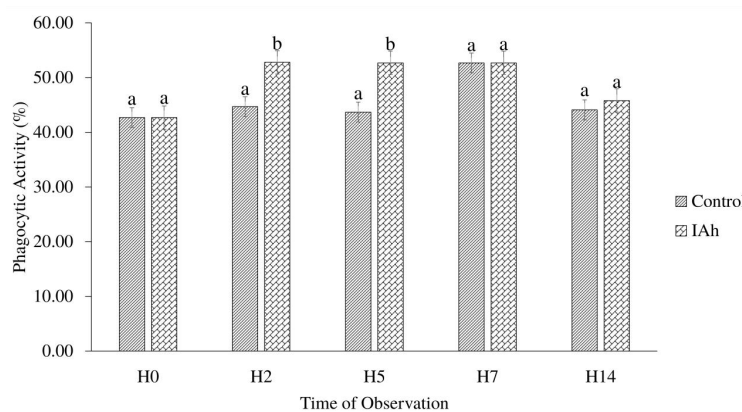 60.00
50.00
40.00
30.00
20.00
10.00
0.00
Phagocytic Activity (%)
a a
a b
a b
a a
a a
H0 H2 H5 H7 H14
Time of Observation
Contro
IAh